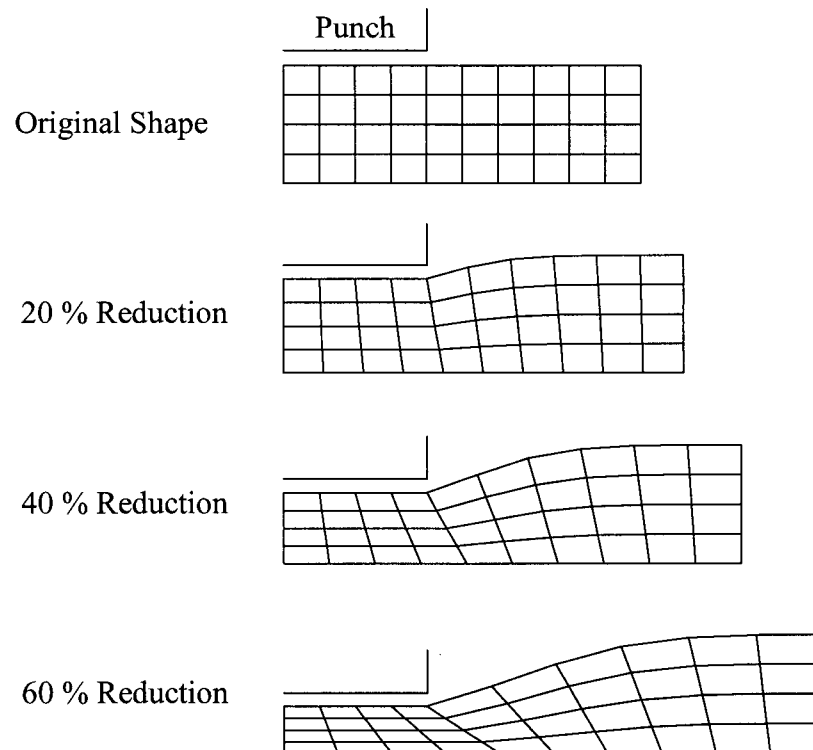 Punch
Original Shape
20 % Reduction
40 % Reduction
60 % Reduction